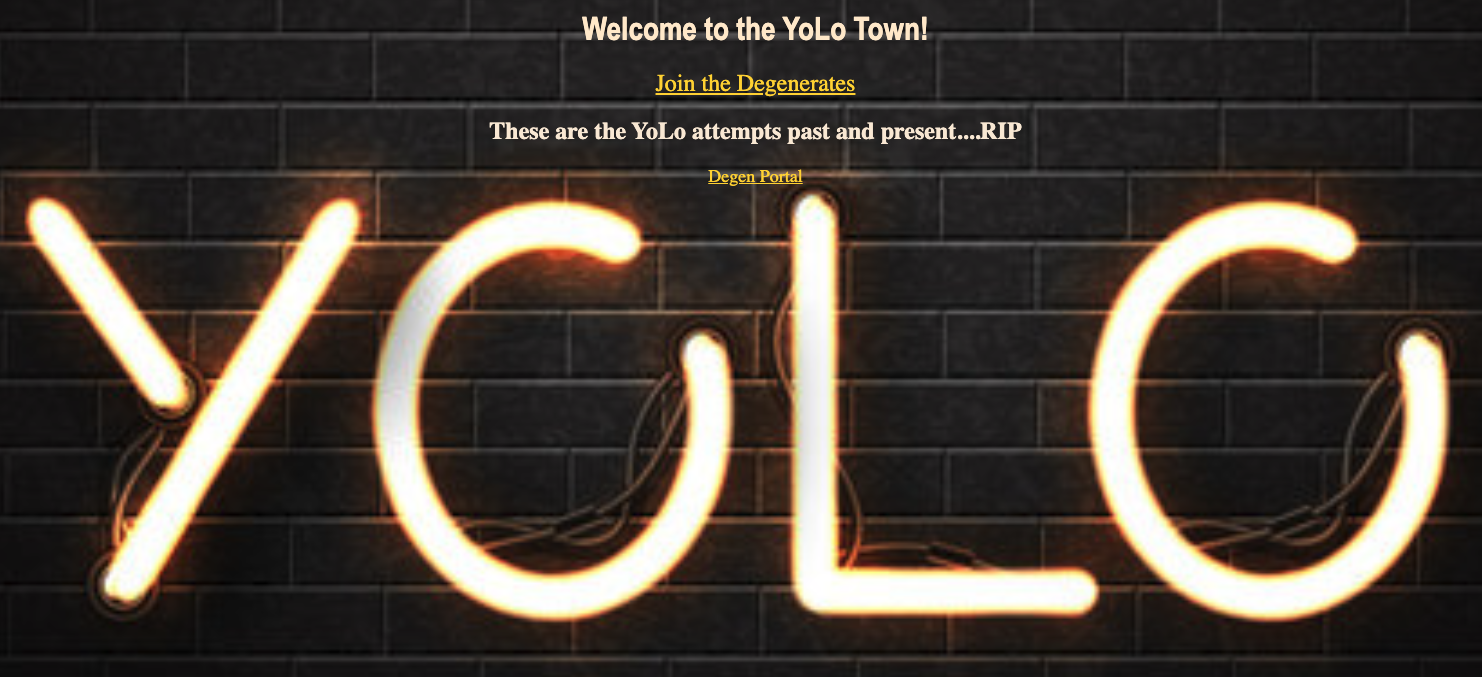 Welcome to the YoLo Town!
Join the Degenerates
These are the YoLo attempts past and present....RIP
Degen Portal
YOLO